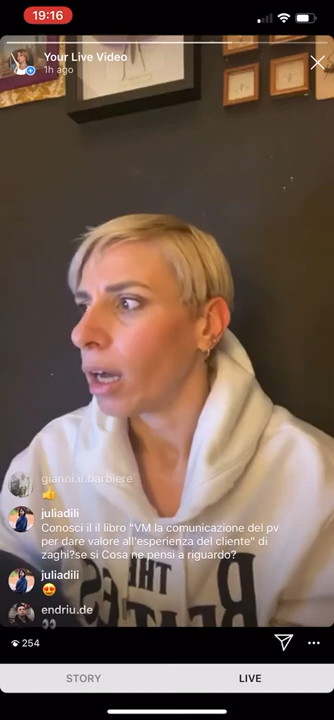 19:16
Your Live Video
1h ago
gianni.il.barbiere
👍
juliadili
Conosci il il libro "VM la comunicazione del pv
per dare valore all'esperienza del cliente" di
zaghi?se si Cosa ne pensi a riguardo?
juliadili
😍
endriu.de
👀
THE
BEATLES
254
STORY
LIVE